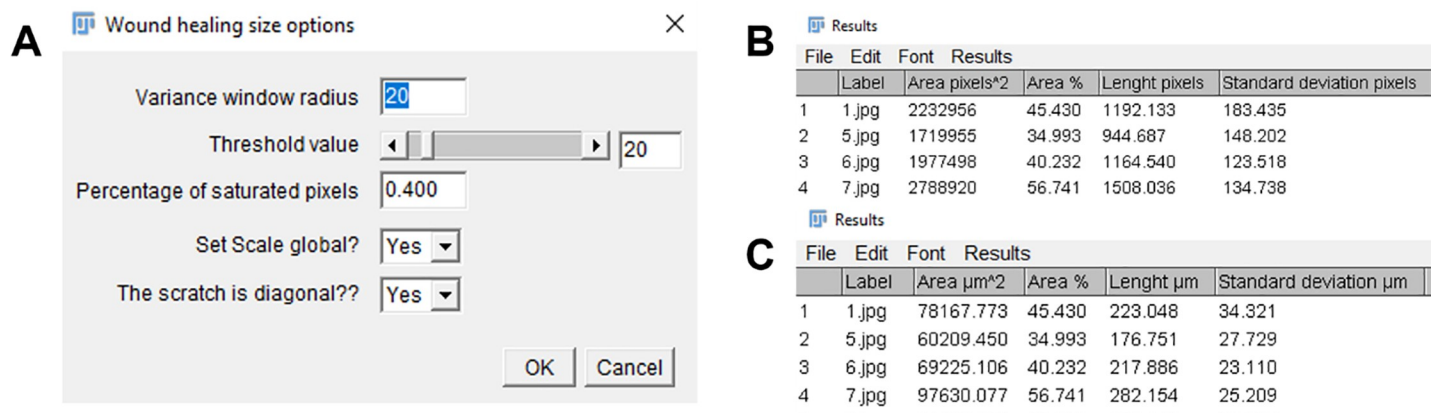 A
Wound healing size options
Variance window radius 20
Threshold value 20
Percentage of saturated pixels 0.400
Set Scale global? Yes
The scratch is diagonal?? Yes
OK Cancel
B
Results
File Edit Font Results
Label Area pixels^2 Area % Lenght pixels Standard deviation pixels
1 1.jpg 2232956 45.430 1192.133 183.435
2 5.jpg 1719955 34.993 944.687 148.202
3 6.jpg 1977498 40.232 1164.540 123.518
4 7.jpg 2788920 56.741 1508.036 134.738
C
Results
File Edit Font Results
Label Area µm^2 Area % Lenght µm Standard deviation µm
1 1.jpg 78167.773 45.430 223.048 34.321
2 5.jpg 60209.450 34.993 176.751 27.729
3 6.jpg 69225.106 40.232 217.886 23.110
4 7.jpg 97630.077 56.741 282.154 25.209